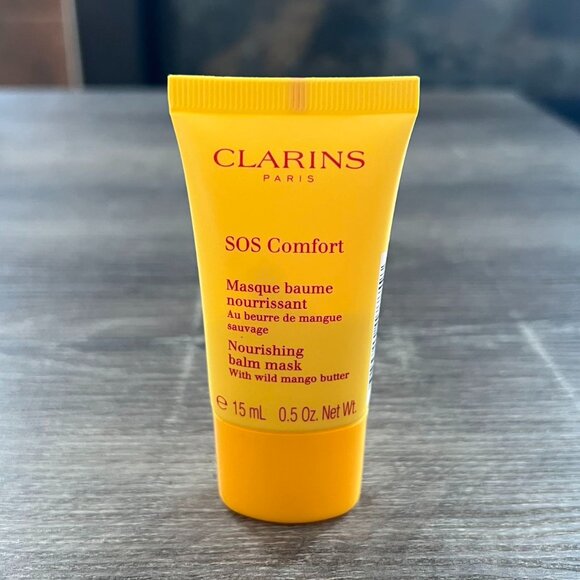 CLARINS
PARIS
SOS Comfort
Masque baume
nourrissant
Au beurre de mangue
sauvage
Nourishing
balm mask
With wild mango butter
℮ 15 mL 0.5 Oz. Net Wt.